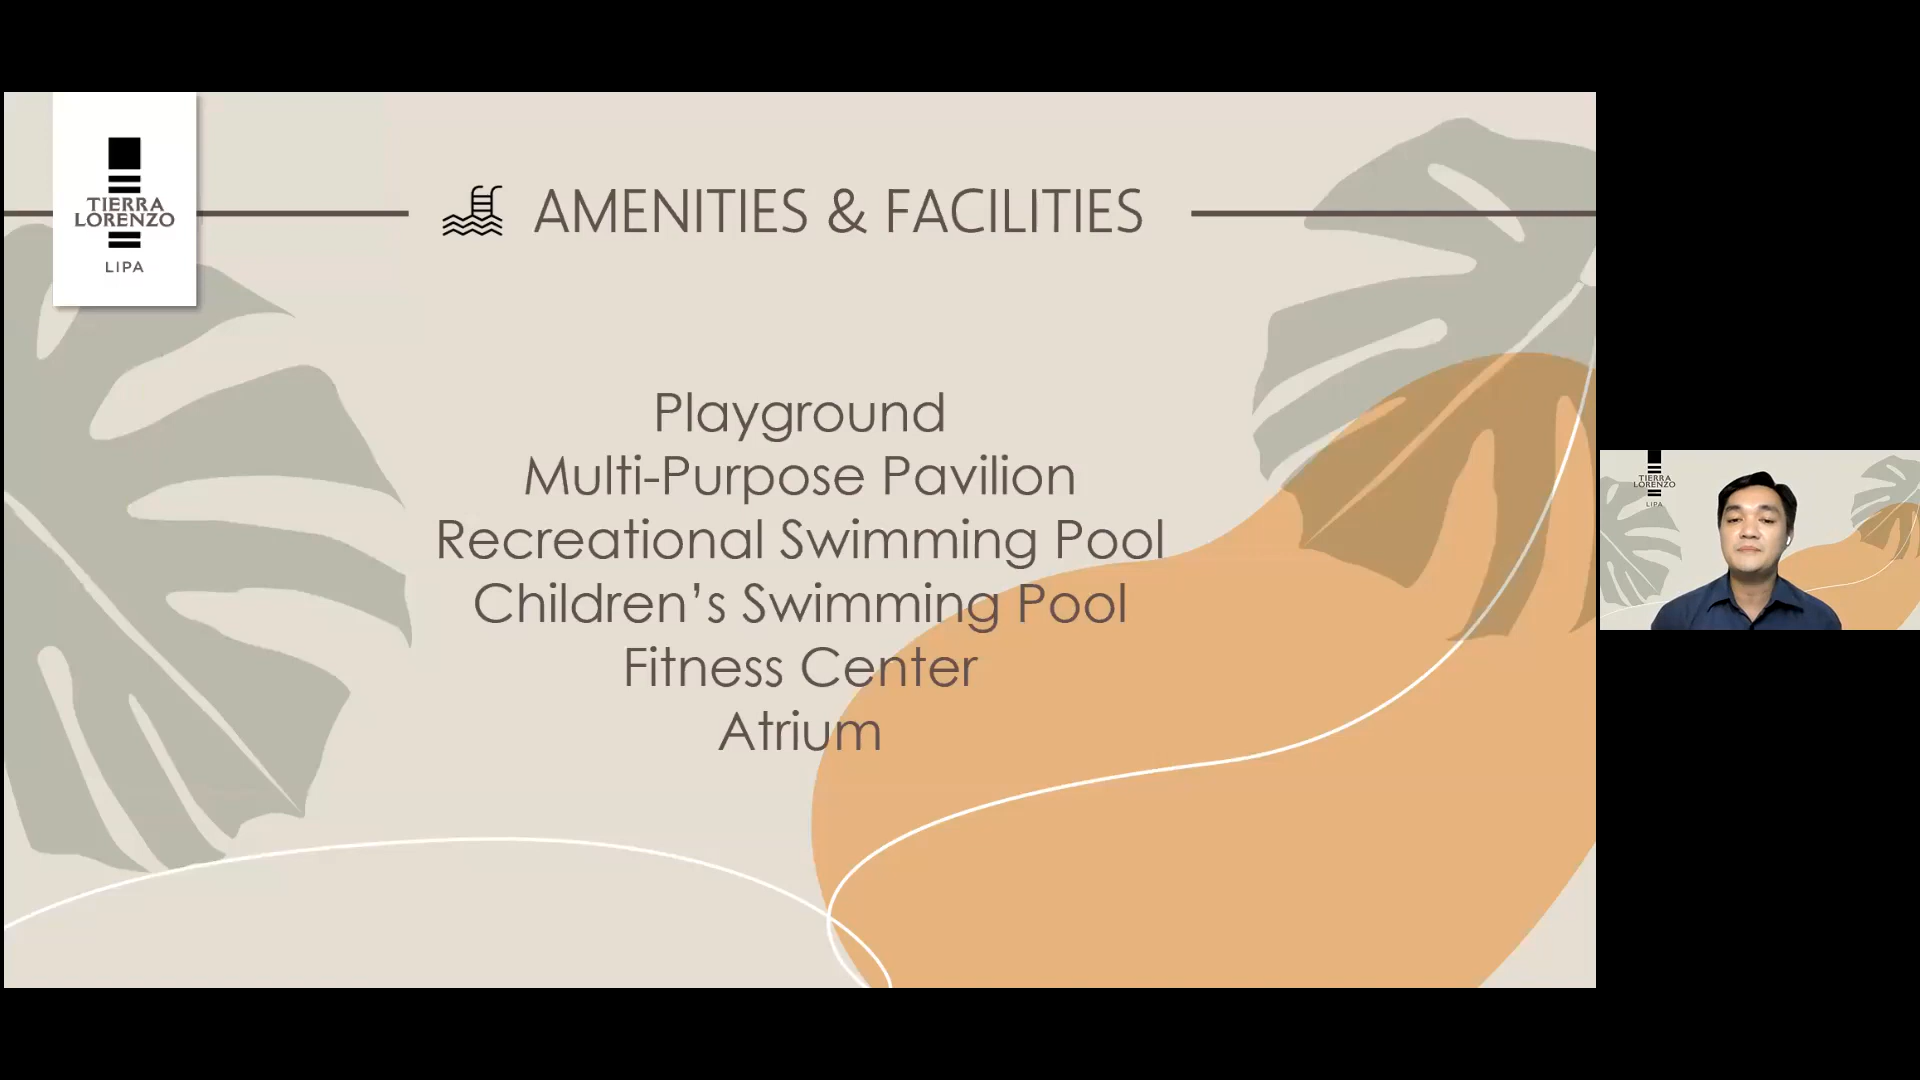 TIERRA
LORENZO
LIPA
AMENITIES & FACILITIES
Playground
Multi-Purpose Pavilion
Recreational Swimming Pool
Children’s Swimming Pool
Fitness Center
Atrium
TIERRA
LORENZO
LIPA